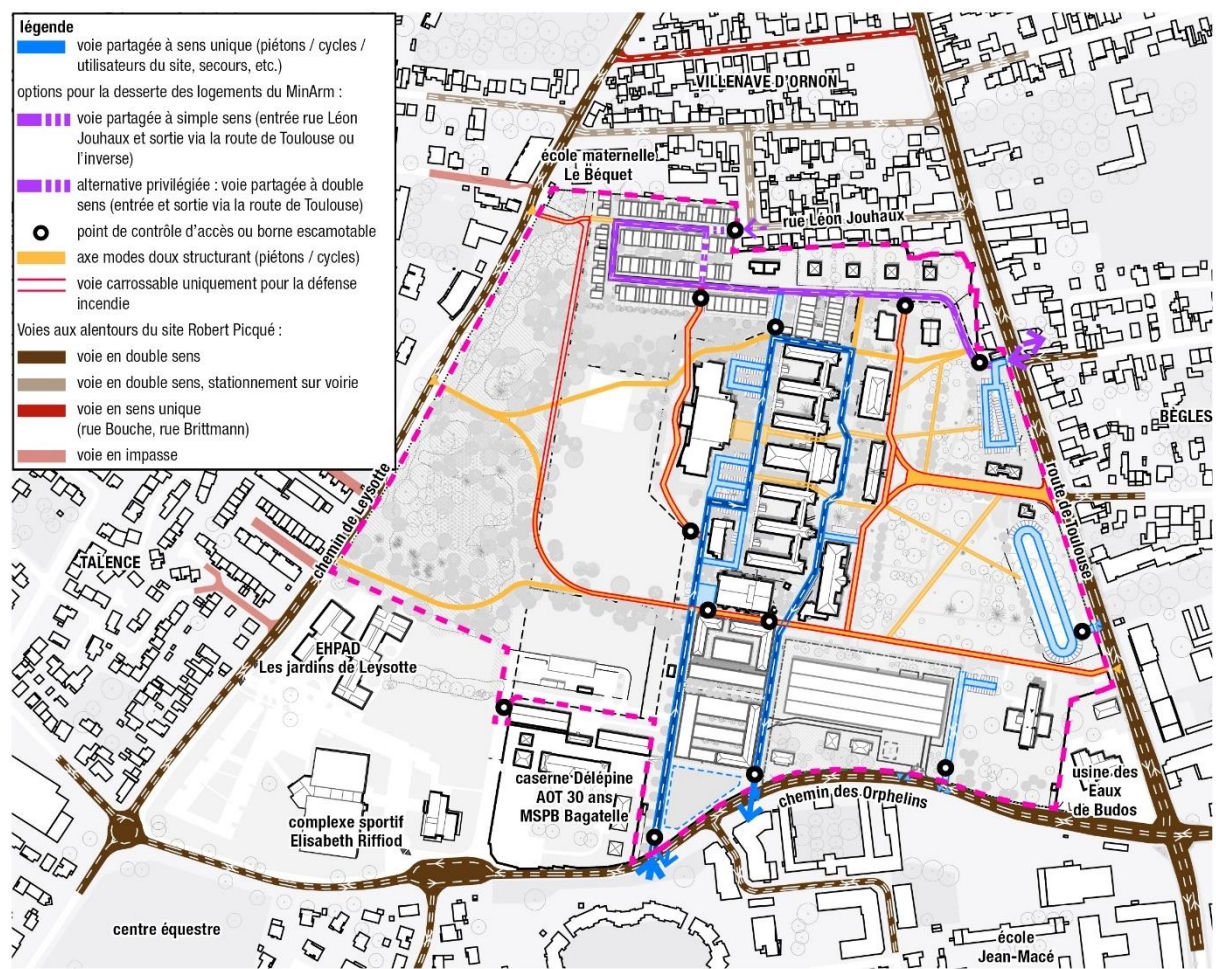 légende
voie partagée à sens unique (piétons / cycles /
utilisateurs du site, secours, etc.)
options pour la desserte des logements du MinArm :
voie partagée à simple sens (entrée rue Léon
Jouhaux et sortie via la route de Toulouse ou
l’inverse)
alternative privilégiée : voie partagée à double
sens (entrée et sortie via la route de Toulouse)
point de contrôle d’accès ou borne escamotable
axe modes doux structurant (piétons / cycles)
voie carrossable uniquement pour la défense
incendie
Voies aux alentours du site Robert Picqué :
voie en double sens
voie en double sens, stationnement sur voirie
voie en sens unique
(rue Bouche, rue Brittmann)
voie en impasse
VILLENAVE D’ORNON
école maternelle
Le Béquet
rue Léon Jouhaux
BÈGLES
route de Toulouse
chemin de Leysotte
TALENCE
EHPAD
Les jardins de Leysotte
caserne Délépine
AOT 30 ans
MSPB Bagatelle
complexe sportif
Elisabeth Riffiod
chemin des Orphelins
usine des
Eaux
de Budos
centre équestre
école
Jean-Macé